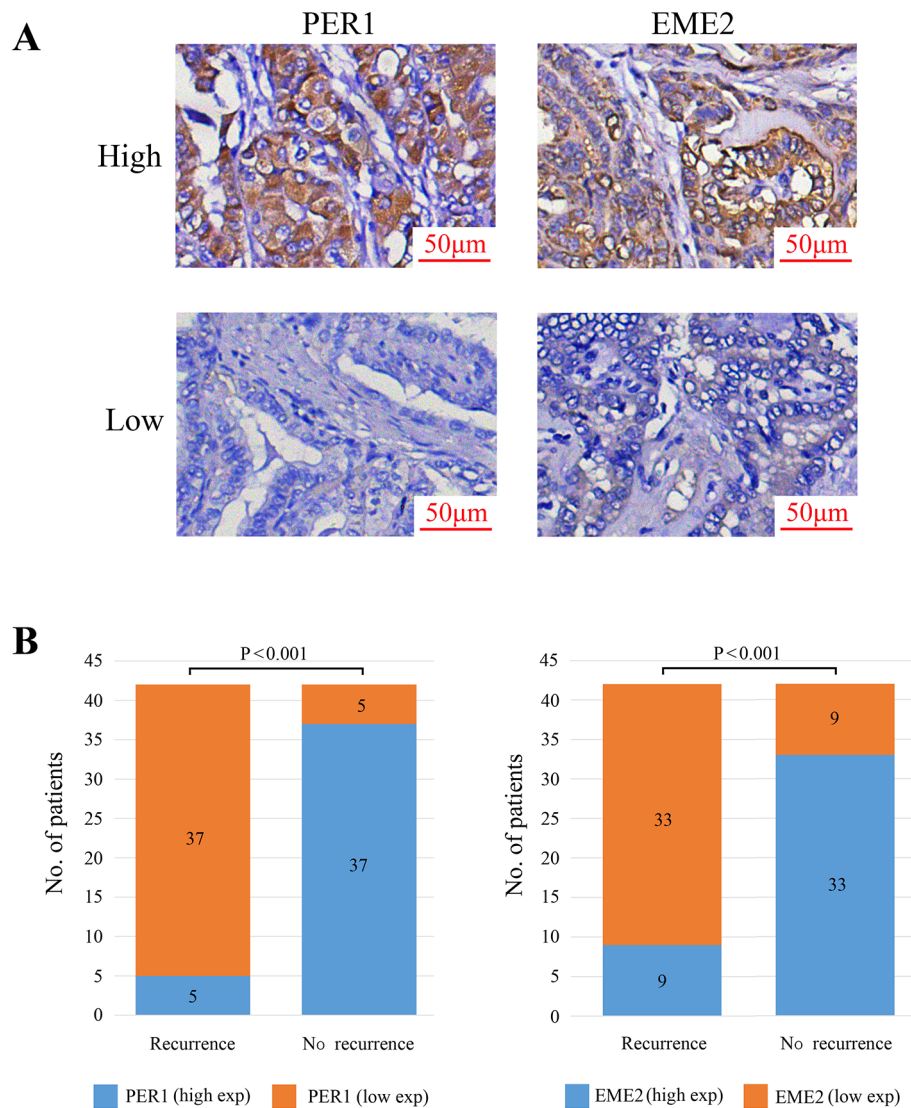 A
PER1
EME2
High
50μm
50μm
Low
50μm
50μm
B
P<0.001
45
40
35
30
25
20
15
10
5
0
No. of patients
37
5
5
37
Recurrence
No recurrence
PER1 (high exp)
PER1 (low exp)
P<0.001
45
40
35
30
25
20
15
10
5
0
No. of patients
33
9
9
33
Recurrence
No recurrence
EME2 (high exp)
EME2 (low exp)